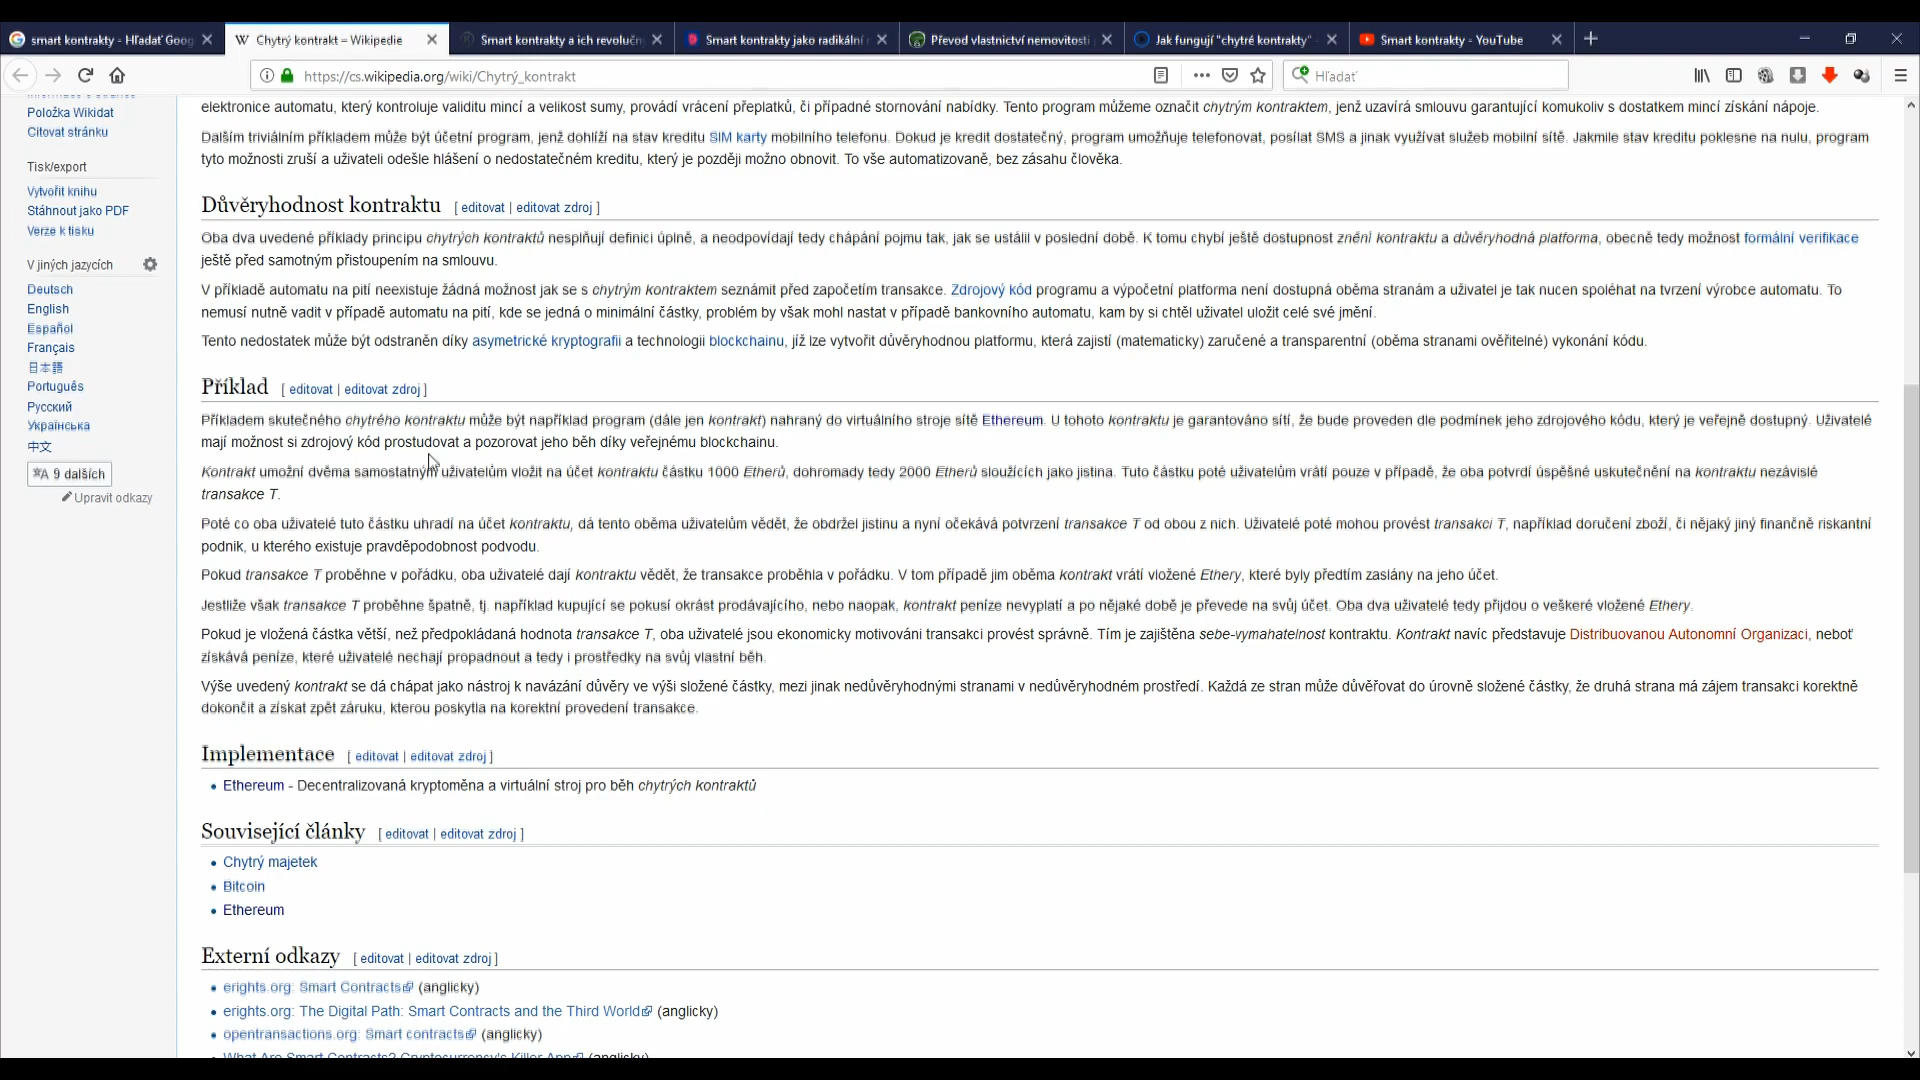 smart kontrakty - Hľadať Goog
Chytrý kontrakt – Wikipedie
Smart kontrakty a ich revolučn
Smart kontrakty jako radikální
Převod vlastnictví nemovitosti
Jak fungují "chytré kontrakty"
Smart kontrakty - YouTube
https://cs.wikipedia.org/wiki/Chytrý_kontrakt
Hľadať
Položka Wikidat
Citovat stránku
Tisk/export
Vytvořit knihu
Stáhnout jako PDF
Verze k tisku
V jiných jazycích
Deutsch
English
Español
Français
日本語
Português
Русский
Українська
中文
9 dalších
Upravit odkazy
elektronice automatu, který kontroluje validitu mincí a velikost sumy, provádí vrácení přeplatků, či případné stornování nabídky. Tento program můžeme označit chytrým kontraktem, jenž uzavírá smlouvu garantující komukoliv s dostatkem mincí získání nápoje.
Dalším triviálním příkladem může být účetní program, jenž dohlíží na stav kreditu SIM karty mobilního telefonu. Dokud je kredit dostatečný, program umožňuje telefonovat, posílat SMS a jinak využívat služeb mobilní sítě. Jakmile stav kreditu poklesne na nulu, program
tyto možnosti zruší a uživateli odešle hlášení o nedostatečném kreditu, který je později možno obnovit. To vše automatizovaně, bez zásahu člověka.
Důvěryhodnost kontraktu [ editovat | editovat zdroj ]
Oba dva uvedené příklady principu chytrých kontraktů nesplňují definici úplně, a neodpovídají tedy chápání pojmu tak, jak se ustálil v poslední době. K tomu chybí ještě dostupnost znění kontraktu a důvěryhodná platforma, obecně tedy možnost formální verifikace
ještě před samotným přistoupením na smlouvu.
V příkladě automatu na pití neexistuje žádná možnost jak se s chytrým kontraktem seznámit před započetím transakce. Zdrojový kód programu a výpočetní platforma není dostupná oběma stranám a uživatel je tak nucen spoléhat na tvrzení výrobce automatu. To
nemusí nutně vadit v případě automatu na pití, kde se jedná o minimální částky, problém by však mohl nastat v případě bankovního automatu, kam by si chtěl uživatel uložit celé své jmění.
Tento nedostatek může být odstraněn díky asymetrické kryptografii a technologii blockchainu, jíž lze vytvořit důvěryhodnou platformu, která zajistí (matematicky) zaručené a transparentní (oběma stranami ověřitelné) vykonání kódu.
Příklad [ editovat | editovat zdroj ]
Příkladem skutečného chytrého kontraktu může být například program (dále jen kontrakt) nahraný do virtuálního stroje sítě Ethereum. U tohoto kontraktu je garantováno sítí, že bude proveden dle podmínek jeho zdrojového kódu, který je veřejně dostupný. Uživatelé
mají možnost si zdrojový kód prostudovat a pozorovat jeho běh díky veřejnému blockchainu.
Kontrakt umožní dvěma samostatným uživatelům vložit na účet kontraktu částku 1000 Etherů, dohromady tedy 2000 Etherů sloužících jako jistina. Tuto částku poté uživatelům vrátí pouze v případě, že oba potvrdí úspěšné uskutečnění na kontraktu nezávislé
transakce T.
Poté co oba uživatelé tuto částku uhradí na účet kontraktu, dá tento oběma uživatelům vědět, že obdržel jistinu a nyní očekává potvrzení transakce T od obou z nich. Uživatelé poté mohou provést transakci T, například doručení zboží, či nějaký jiný finančně riskantní
podnik, u kterého existuje pravděpodobnost podvodu.
Pokud transakce T proběhne v pořádku, oba uživatelé dají kontraktu vědět, že transakce proběhla v pořádku. V tom případě jim oběma kontrakt vrátí vložené Ethery, které byly předtím zaslány na jeho účet.
Jestliže však transakce T proběhne špatně, tj. například kupující se pokusí okrást prodávajícího, nebo naopak, kontrakt peníze nevyplatí a po nějaké době je převede na svůj účet. Oba dva uživatelé tedy přijdou o veškeré vložené Ethery.
Pokud je vložená částka větší, než předpokládaná hodnota transakce T, oba uživatelé jsou ekonomicky motivováni transakci provést správně. Tím je zajištěna sebe-vymahatelnost kontraktu. Kontrakt navíc představuje Distribuovanou Autonomní Organizaci, neboť
získává peníze, které uživatelé nechají propadnout a tedy i prostředky na svůj vlastní běh.
Výše uvedený kontrakt se dá chápat jako nástroj k navázání důvěry ve výši složené částky, mezi jinak nedůvěryhodnými stranami v nedůvěryhodném prostředí. Každá ze stran může důvěřovat do úrovně složené částky, že druhá strana má zájem transakci korektně
dokončit a získat zpět záruku, kterou poskytla na korektní provedení transakce.
Implementace [ editovat | editovat zdroj ]
Ethereum - Decentralizovaná kryptoměna a virtuální stroj pro běh chytrých kontraktů
Související články [ editovat | editovat zdroj ]
Chytrý majetek
Bitcoin
Ethereum
Externí odkazy [ editovat | editovat zdroj ]
erights.org: Smart Contracts (anglicky)
erights.org: The Digital Path: Smart Contracts and the Third World (anglicky)
opentransactions.org: Smart contracts (anglicky)
What Are Smart Contracts? Cryptocurrency's Killer App (anglicky)